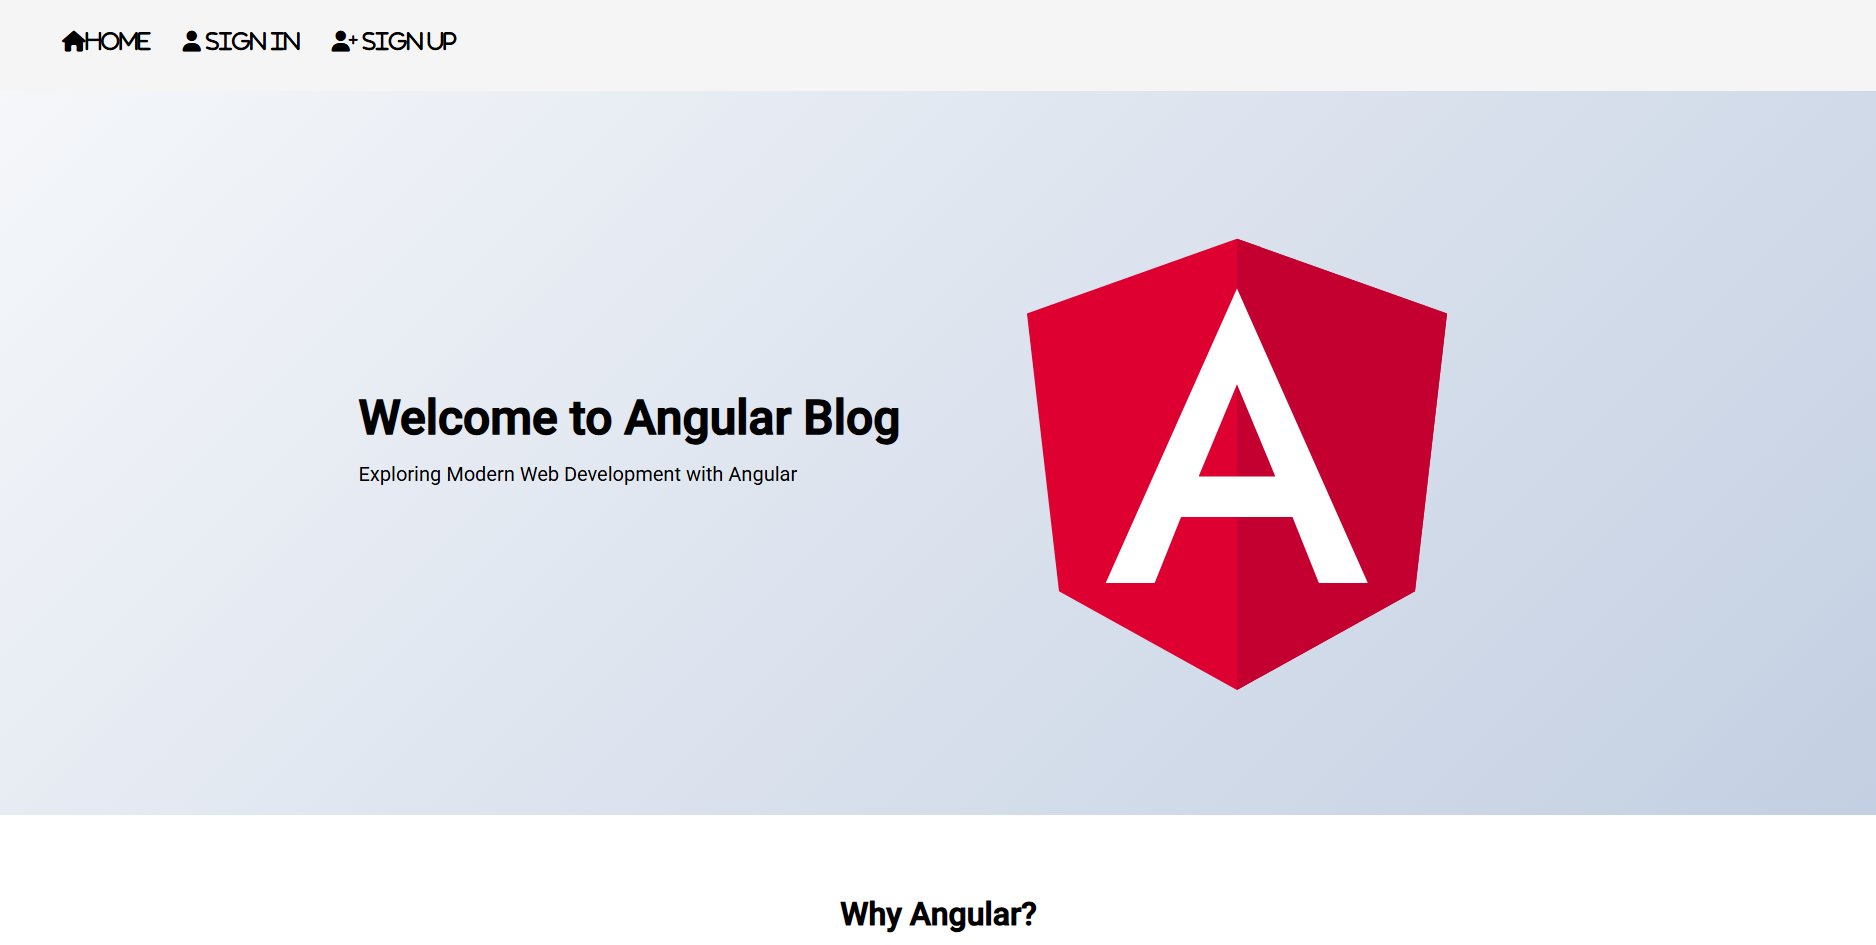 HOME SIGN IN SIGN UP
Welcome to Angular Blog
Exploring Modern Web Development with Angular
A
Why Angular?